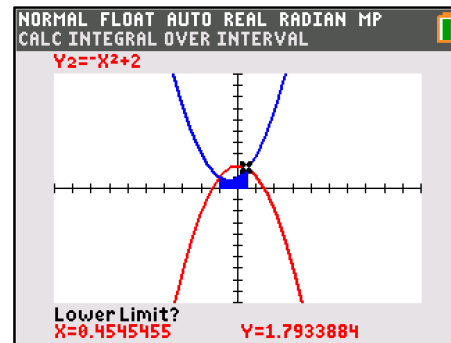 NORMAL FLOAT AUTO REAL RADIAN MP
CALC INTEGRAL OVER INTERVAL
Y₂=-X²+2
Lower Limit?
X=0.4545455 Y=1.7933884